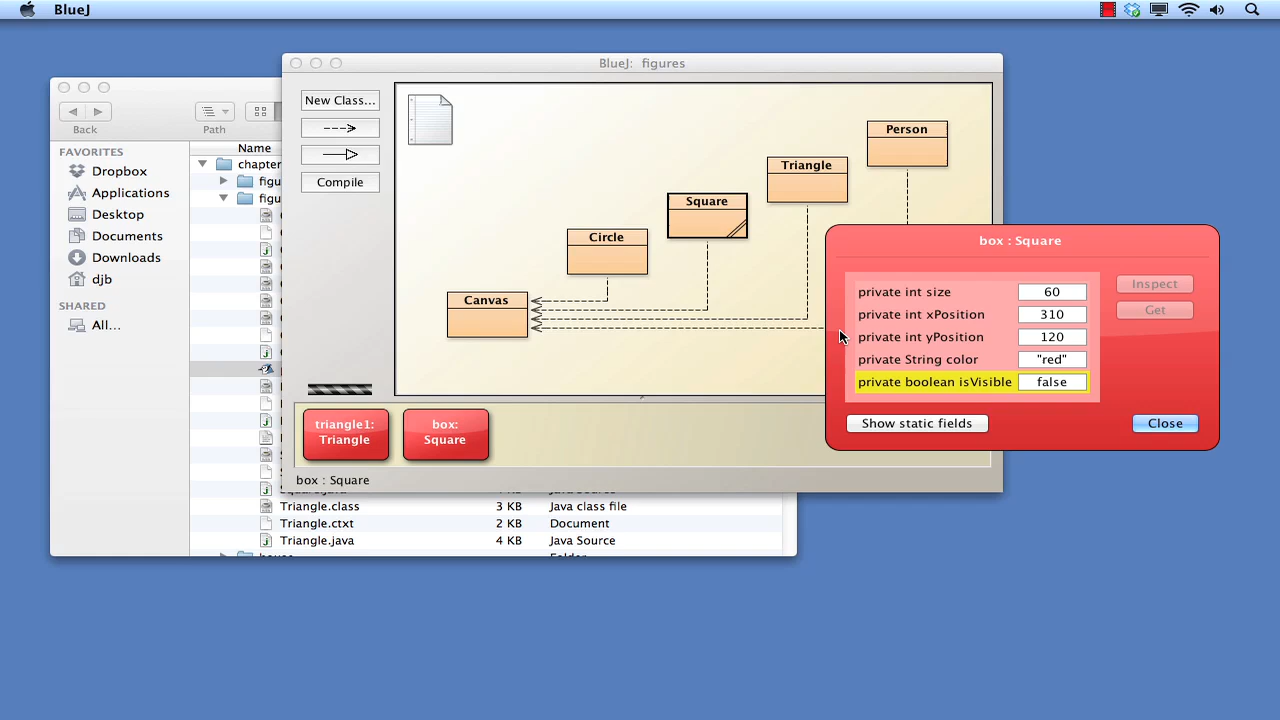 BlueJ
BlueJ: figures
New Class...
Compile
Person
Triangle
Square
Circle
Canvas
Back
Path
Name
FAVORITES
Dropbox
Applications
Desktop
Documents
Downloads
djb
SHARED
All...
chapter
figu
figu
box : Square
private int size 60
private int xPosition 310
private int yPosition 120
private String color "red"
private boolean isVisible false
Inspect
Get
Show static fields
Close
triangle1:
Triangle
box:
Square
box : Square
Triangle.class 3 KB Java class file
Triangle.ctxt 2 KB Document
Triangle.java 4 KB Java Source